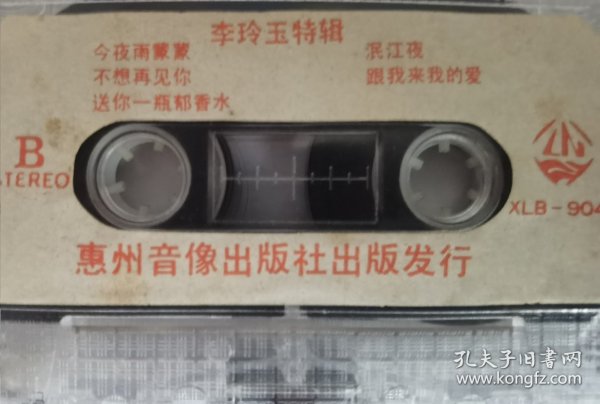 李玲玉特辑
今夜雨蒙蒙
不想再见你
送你一瓶郁香水
泯江夜
跟我来我的爱
B
STEREO
XLB-904
惠州音像出版社出版发行
孔夫子旧书网
www.kongfz.com